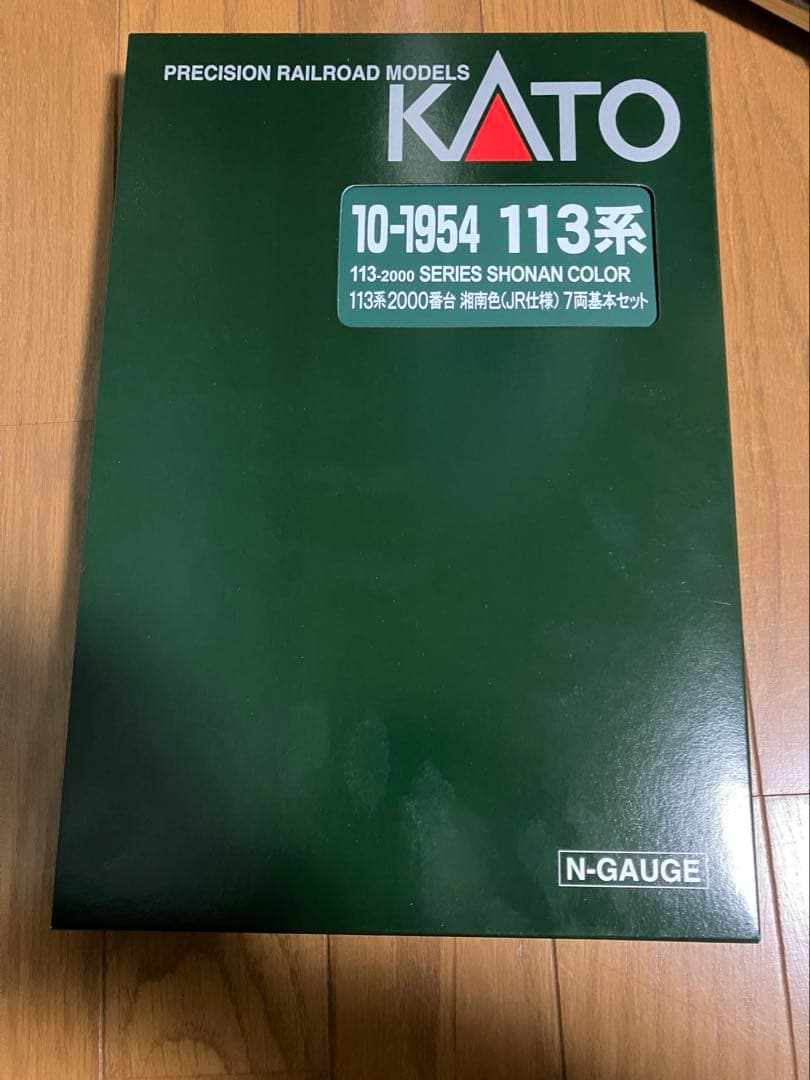 PRECISION RAILROAD MODELS
KATO
10-1954 113系
113-2000 SERIES SHONAN COLOR
113系2000番台 湘南色(JR仕様) 7両基本セット
N-GAUGE